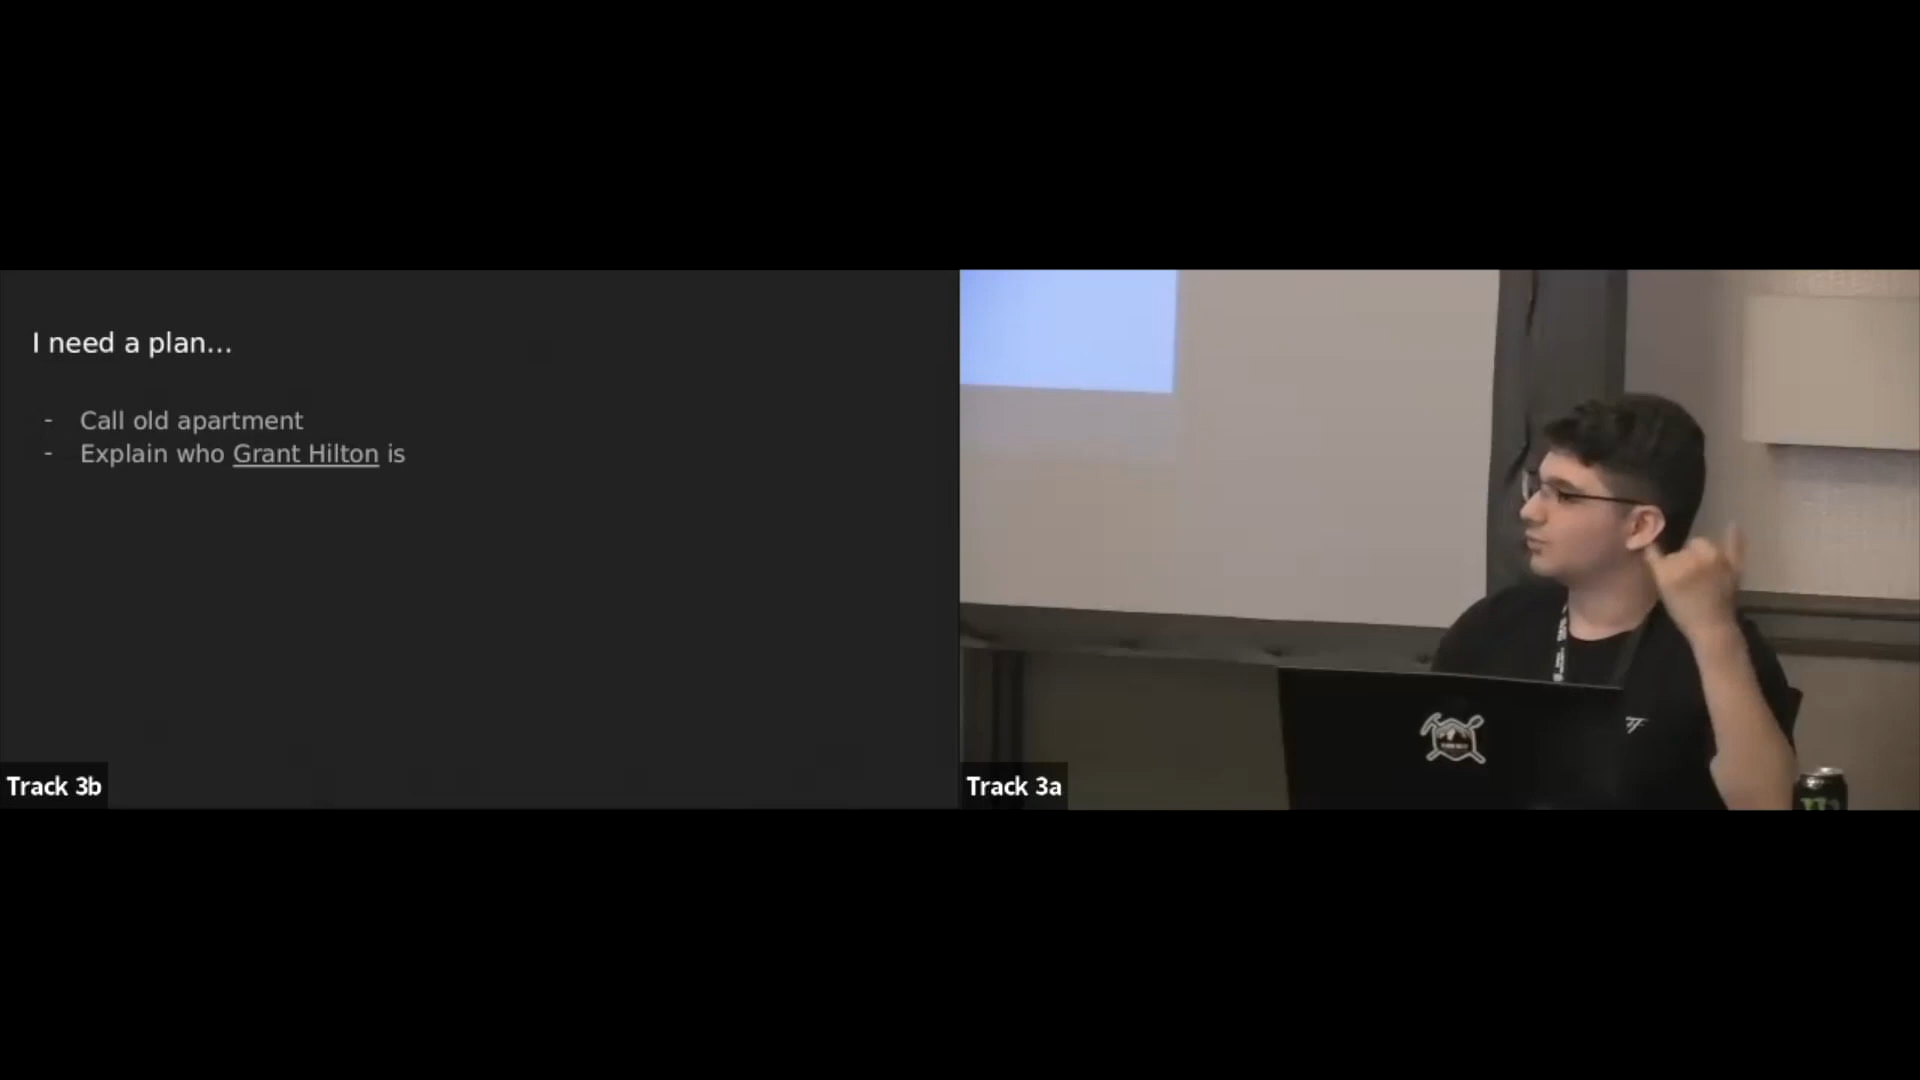 I need a plan...
- Call old apartment
- Explain who Grant Hilton is
Track 3b
Track 3a